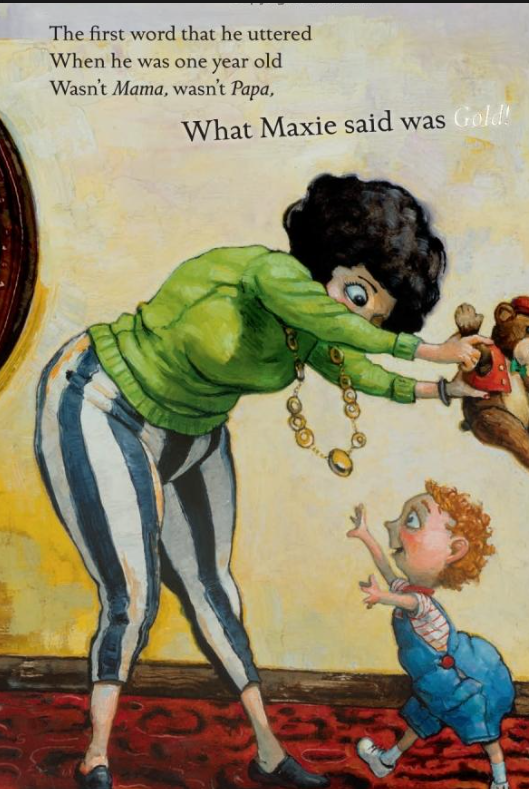 The first word that he uttered
When he was one year old
Wasn't Mama, wasn't Papa,
What Maxie said was Gold!